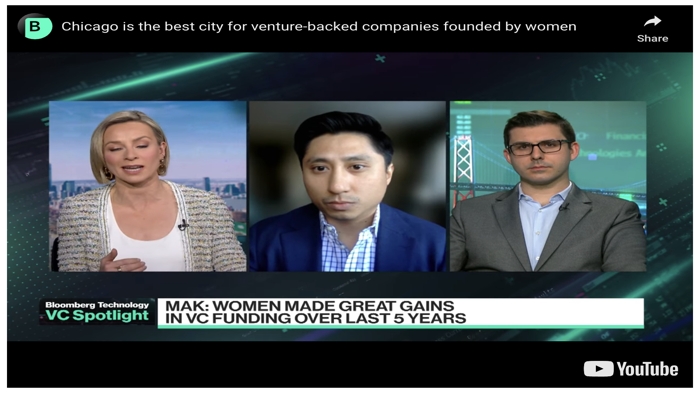 B
Chicago is the best city for venture-backed companies founded by women
Share
Bloomberg Technology
VC Spotlight
MAK: WOMEN MADE GREAT GAINS
IN VC FUNDING OVER LAST 5 YEARS
YouTube